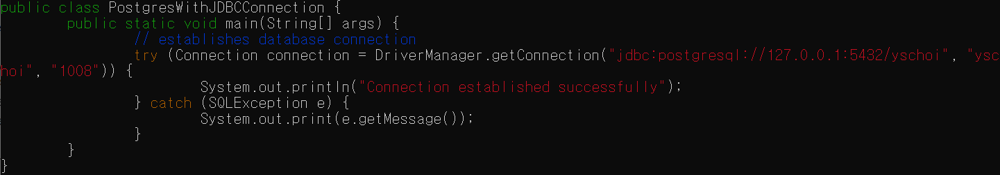 public class PostgresWithJDBCConnection {
        public static void main(String[] args) {
                // establishes database connection
                try (Connection connection = DriverManager.getConnection("jdbc:postgresql://127.0.0.1:5432/yschoi", "ysc
hoi", "1008")) {
                        System.out.println("Connection established successfully");
                } catch (SQLException e) {
                        System.out.print(e.getMessage());
                }
        }
}